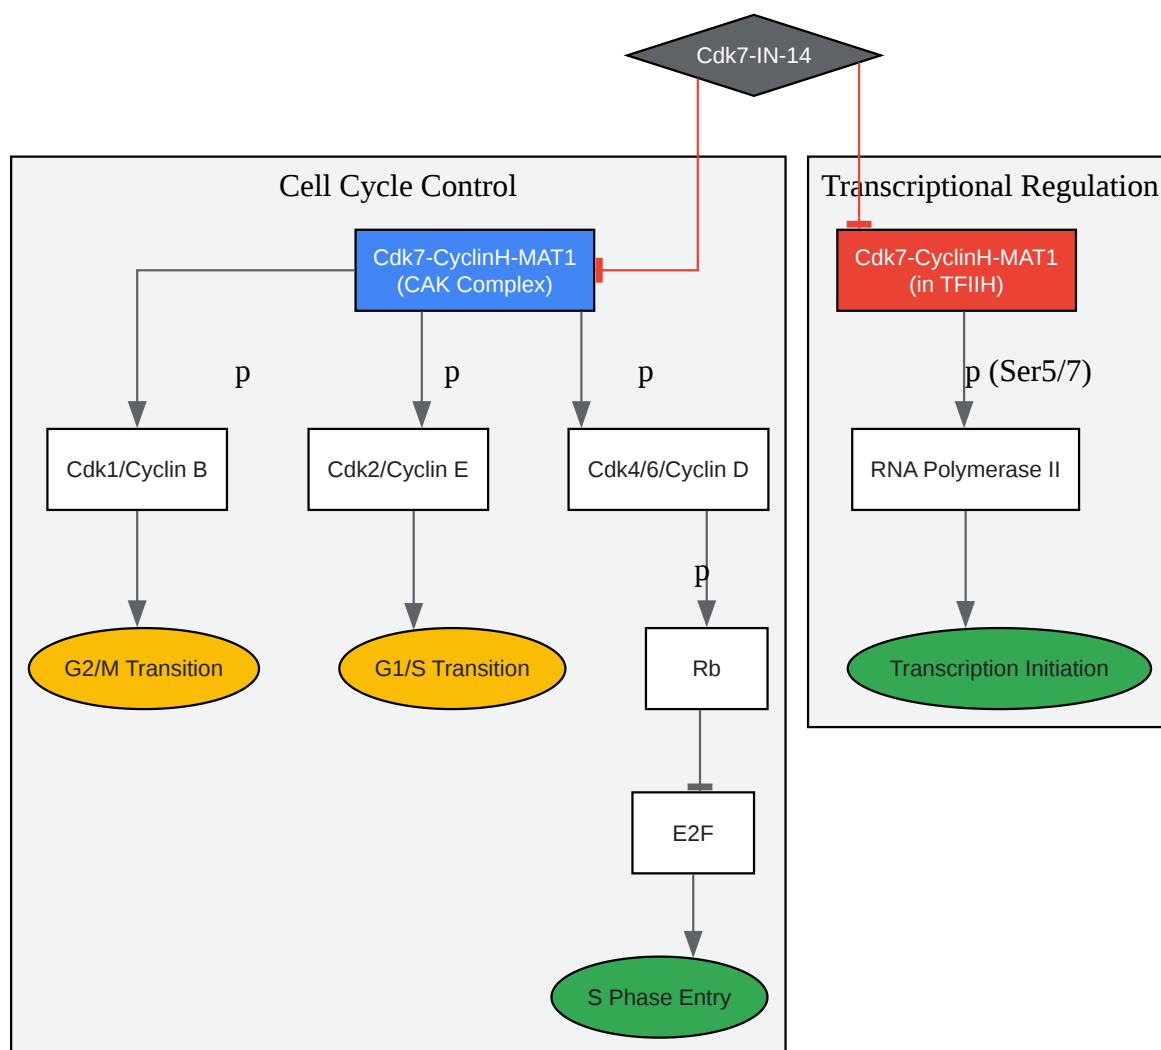 Cdk7-IN-14
Cell Cycle Control
Transcriptional Regulation
Cdk7-CyclinH-MAT1
(CAK Complex)
Cdk7-CyclinH-MAT1
(in TFIIH)
p
p
p
p (Ser5/7)
Cdk1/Cyclin B
Cdk2/Cyclin E
Cdk4/6/Cyclin D
RNA Polymerase II
p
G2/M Transition
G1/S Transition
Rb
Transcription Initiation
E2F
S Phase Entry